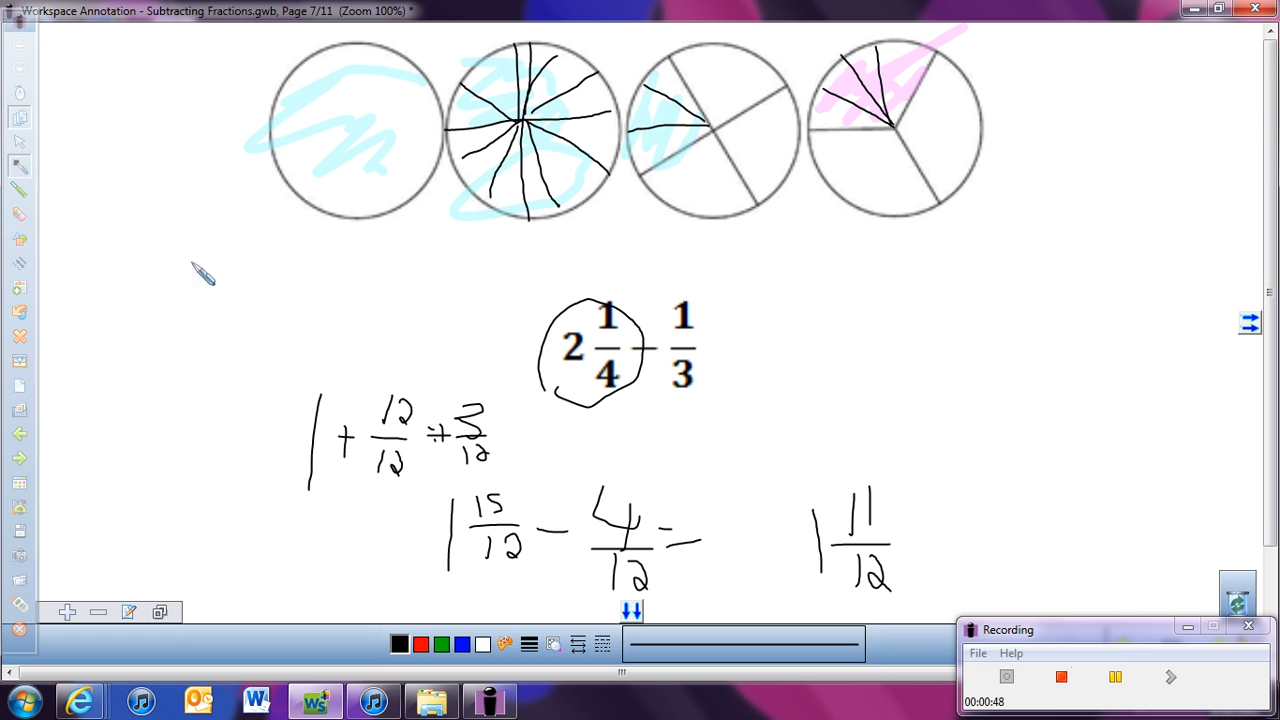 Workspace Annotation - Subtracting Fractions.gwb, Page 7/11 (Zoom 100%) *
2 1/4 - 1/3
1 + 12/12 + 3/12
1 15/12 - 4/12 = 1 11/12
Recording
File Help
00:00:48